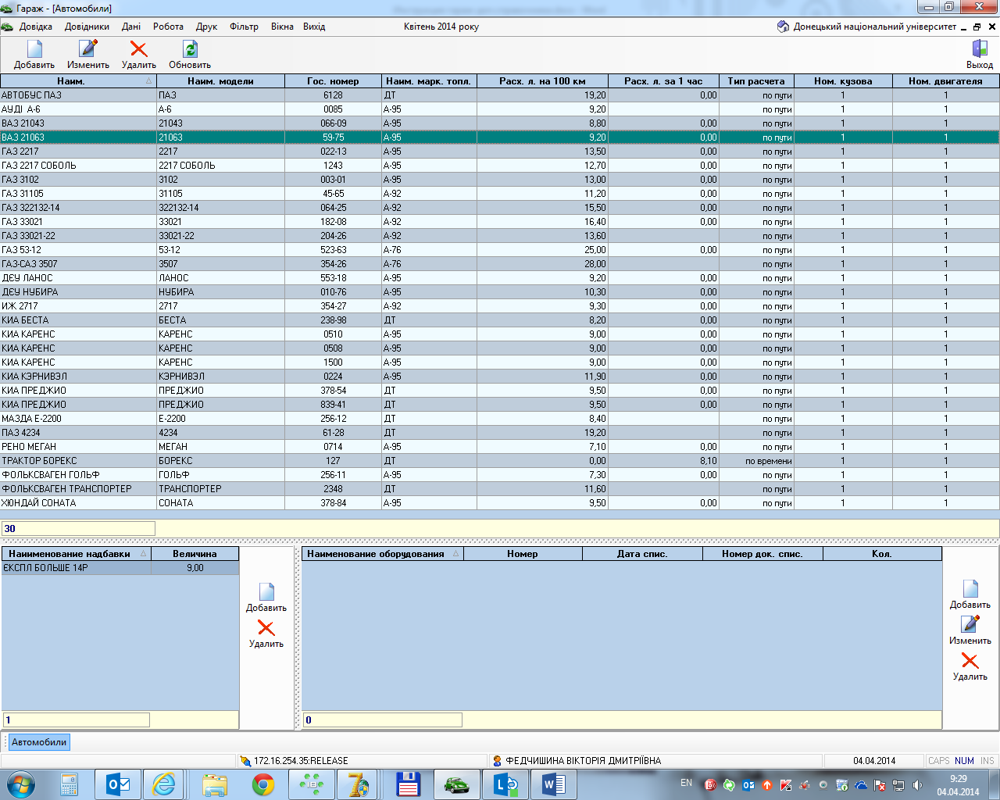 Гараж - [Автомобили]
Довідка Довідники Дані Робота Друк Фільтр Вікна Вихід Квітень 2014 року Донецький національний університет
Добавить Изменить Удалить Обновить Выход
Наим. Наим. модели Гос. номер Наим. марк. топл. Расх. л. на 100 км Расх. л. за 1 час Тип расчета Ном. кузова Ном. двигателя
АВТОБУС ПАЗ ПАЗ 6128 ДТ 19,20 0,00 по пути 1 1
АУДІ А-6 А-6 0085 А-95 9,20 по пути 1 1
ВАЗ 21043 21043 066-09 А-95 8,80 0,00 по пути 1 1
ВАЗ 21063 21063 59-75 А-95 9,20 0,00 по пути 1 1
ГАЗ 2217 2217 022-13 А-95 13,50 0,00 по пути 1 1
ГАЗ 2217 СОБОЛЬ 2217 СОБОЛЬ 1243 А-95 12,70 0,00 по пути 1 1
ГАЗ 3102 3102 003-01 А-95 13,00 0,00 по пути 1 1
ГАЗ 31105 31105 45-65 А-92 11,20 0,00 по пути 1 1
ГАЗ 322132-14 322132-14 064-25 А-92 15,50 0,00 по пути 1 1
ГАЗ 33021 33021 182-08 А-92 16,40 0,00 по пути 1 1
ГАЗ 33021-22 33021-22 204-26 А-92 13,60 по пути 1 1
ГАЗ 53-12 53-12 523-63 А-76 25,00 0,00 по пути 1 1
ГАЗ-САЗ 3507 3507 354-26 А-76 28,00 по пути 1 1
ДЄУ ЛАНОС ЛАНОС 553-18 А-95 9,20 0,00 по пути 1 1
ДЄУ НУБИРА НУБИРА 010-76 А-95 10,30 0,00 по пути 1 1
ИЖ 2717 2717 354-27 А-92 9,30 0,00 по пути 1 1
КИА БЕСТА БЕСТА 238-98 ДТ 8,20 0,00 по пути 1 1
КИА КАРЕНС КАРЕНС 0510 А-95 9,00 0,00 по пути 1 1
КИА КАРЕНС КАРЕНС 0508 А-95 9,00 0,00 по пути 1 1
КИА КАРЕНС КАРЕНС 1500 А-95 9,00 0,00 по пути 1 1
КИА КЭРНИВЭЛ КЭРНИВЭЛ 0224 А-95 11,90 0,00 по пути 1 1
КИА ПРЕДЖИО ПРЕДЖИО 378-54 ДТ 9,50 0,00 по пути 1 1
КИА ПРЕДЖИО ПРЕДЖИО 839-41 ДТ 9,50 0,00 по пути 1 1
МАЗДА Е-2200 Е-2200 256-12 ДТ 8,40 по пути 1 1
ПАЗ 4234 4234 61-28 ДТ 19,20 по пути 1 1
РЕНО МЕГАН МЕГАН 0714 А-95 7,10 0,00 по пути 1 1
ТРАКТОР БОРЕКС БОРЕКС 127 ДТ 0,00 8,10 по времени 1 1
ФОЛЬКСВАГЕН ГОЛЬФ ГОЛЬФ 256-11 А-95 7,30 0,00 по пути 1 1
ФОЛЬКСВАГЕН ТРАНСПОРТЕР ТРАНСПОРТЕР 2348 ДТ 11,60 по пути 1 1
ХЮНДАЙ СОНАТА СОНАТА 378-84 А-95 9,50 0,00 по пути 1 1
30
Наиименование надбавки Величина
ЄКСПЛ БОЛЬШЕ 14Р 9,00
Добавить
Удалить
1
Наименование оборудования Номер Дата спис. Номер док. спис. Кол.
Добавить
Изменить
Удалить
0
Автомобили
172.16.254.35:RELEASE ФЕДЧИШИНА ВІКТОРІЯ ДМИТРІЇВНА 04.04.2014 CAPS NUM INS
EN 9:29
04.04.2014